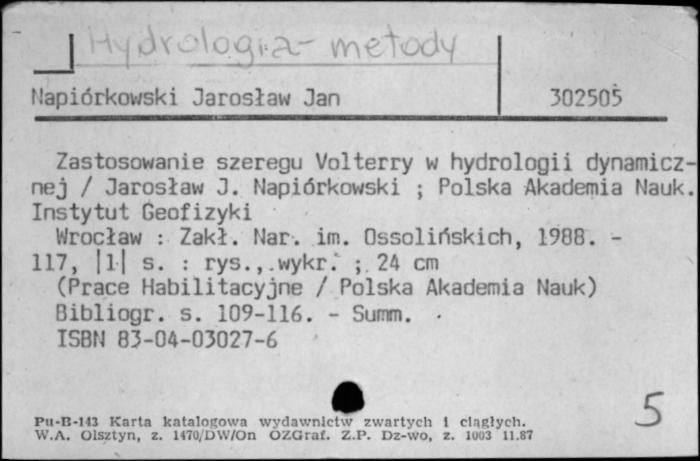 Hydrologia - metody
Napiórkowski Jarosław Jan 302505
Zastosowanie szeregu Volterry w hydrologii dynamicz-
nej / Jarosław J. Napiórkowski ; Polska Akademia Nauk.
Instytut Geofizyki
Wrocław : Zakł. Nar. im. Ossolińskich, 1988. -
117, |1| s. : rys., wykr. ; 24 cm
(Prace Habilitacyjne / Polska Akademia Nauk)
Bibliogr. s. 109-116. - Summ.
ISBN 83-04-03027-6
Pu-B-143 Karta katalogowa wydawnictw zwartych i ciągłych.
W.A. Olsztyn, z. 1470/DW/On OZGraf. Z.P. Dz-wo, z. 1003 11.87
5